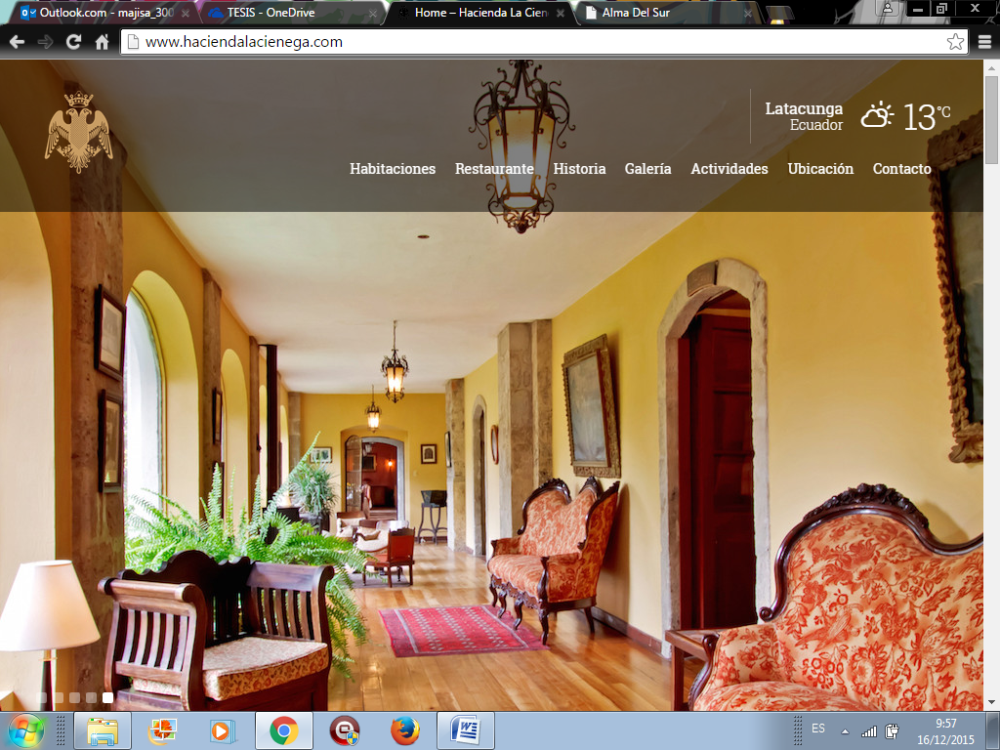 Outlook.com - majisa_300
TESIS - OneDrive
Home – Hacienda La Cien
Alma Del Sur
www.haciendalacienega.com
Latacunga
Ecuador
13°C
Habitaciones Restaurante Historia Galería Actividades Ubicación Contacto
ES
9:57
16/12/2015